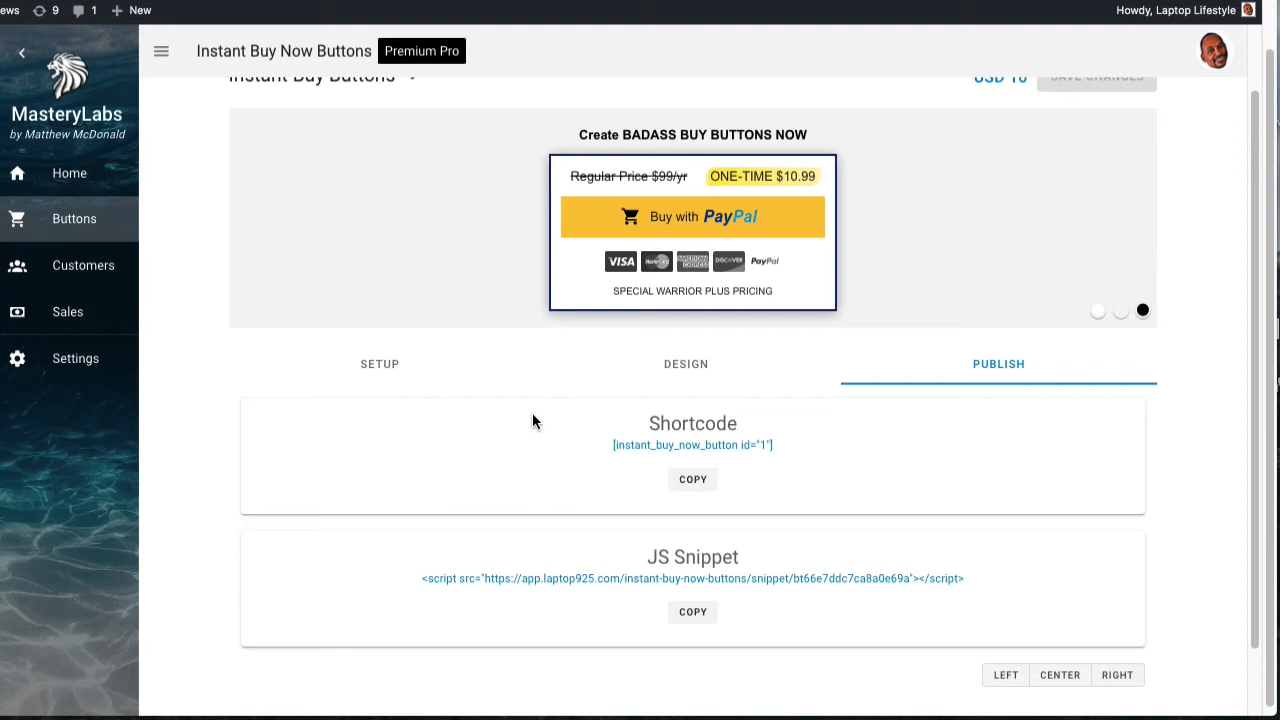 ews 9 1 + New
Howdy, Laptop Lifestyle
Instant Buy Now Buttons Premium Pro
MasteryLabs
by Matthew McDonald
Home
Buttons
Customers
Sales
Settings
Instant Buy Buttons
USD 10
SAVE CHANGES
Create BADASS BUY BUTTONS NOW
Regular Price $99/yr ONE-TIME $10.99
Buy with PayPal
VISA MasterCard AMERICAN EXPRESS DISCOVER PayPal
SPECIAL WARRIOR PLUS PRICING
SETUP DESIGN PUBLISH
Shortcode
[instant_buy_now_button id="1"]
COPY
JS Snippet
<script src="https://app.laptop925.com/instant-buy-now-buttons/snippet/bt66e7ddc7ca8a0e69a"></script>
COPY
LEFT CENTER RIGHT